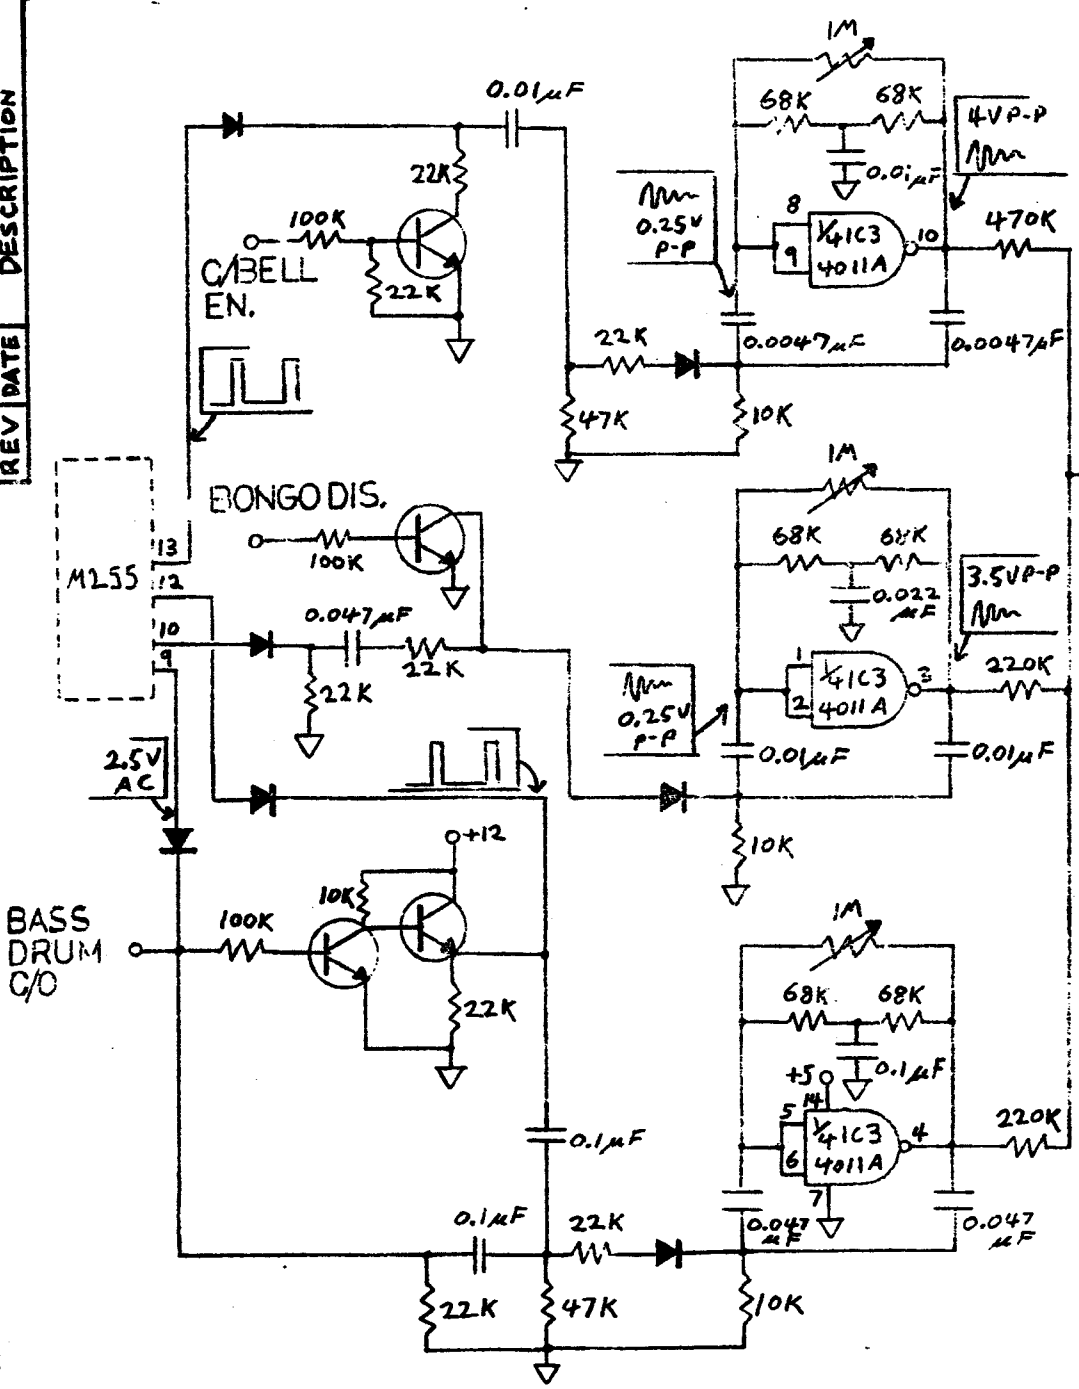 REV DATE DESCRIPTION
1M
68K 68K
0.01µF
4V P-P
0.01µF
22K
100K
C/BELL
EN.
22K
0.25V
P-P
8
9
¼ IC3
4011A
10
470K
22K
0.0047µF
0.0047µF
47K
10K
BONGO DIS.
100K
1M
68K 68K
0.022
µF
3.5V P-P
M255
13
12
10
9
0.047µF
22K
22K
0.25V
P-P
1
2
¼ IC3
4011A
3
220K
0.01µF
0.01µF
2.5V
AC
10K
+12
10K
BASS
DRUM
C/O
100K
22K
1M
68K 68K
0.1µF
+5
14
5
6
¼ IC3
4011A
4
7
220K
0.1µF
0.1µF
22K
0.047
µF
0.047
µF
22K
47K
10K